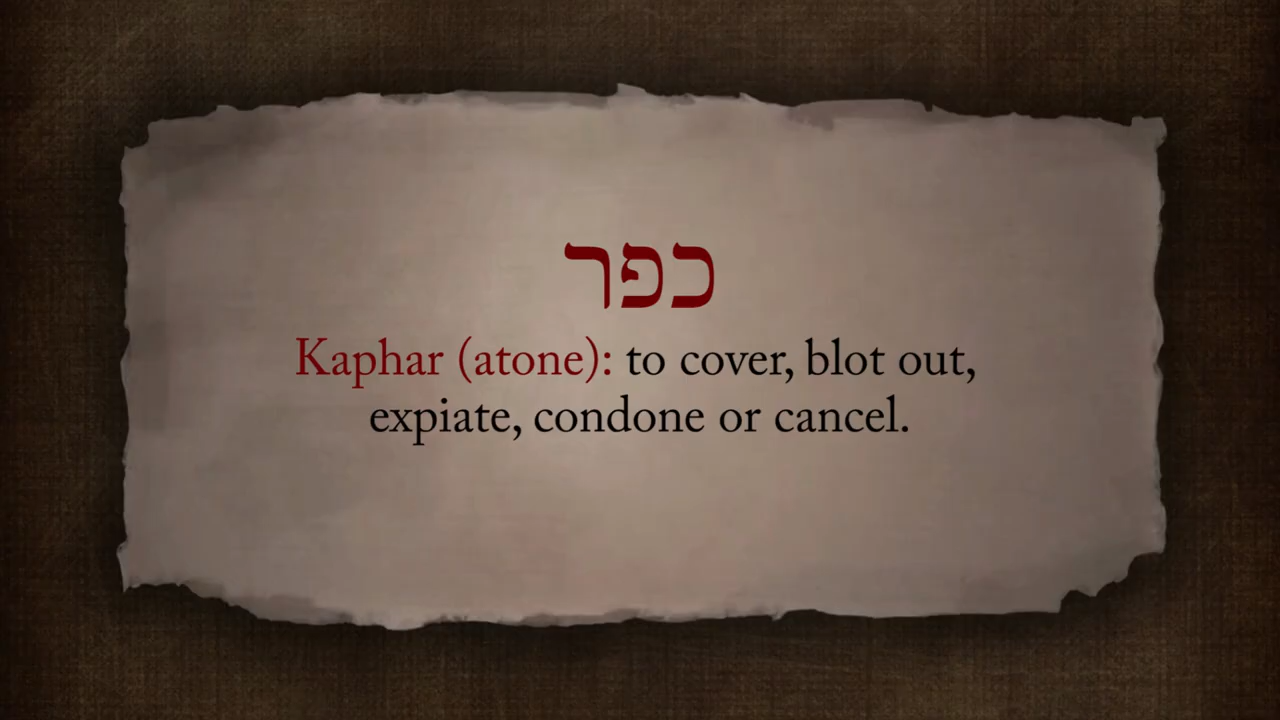 כפר
Kaphar (atone): to cover, blot out,
expiate, condone or cancel.